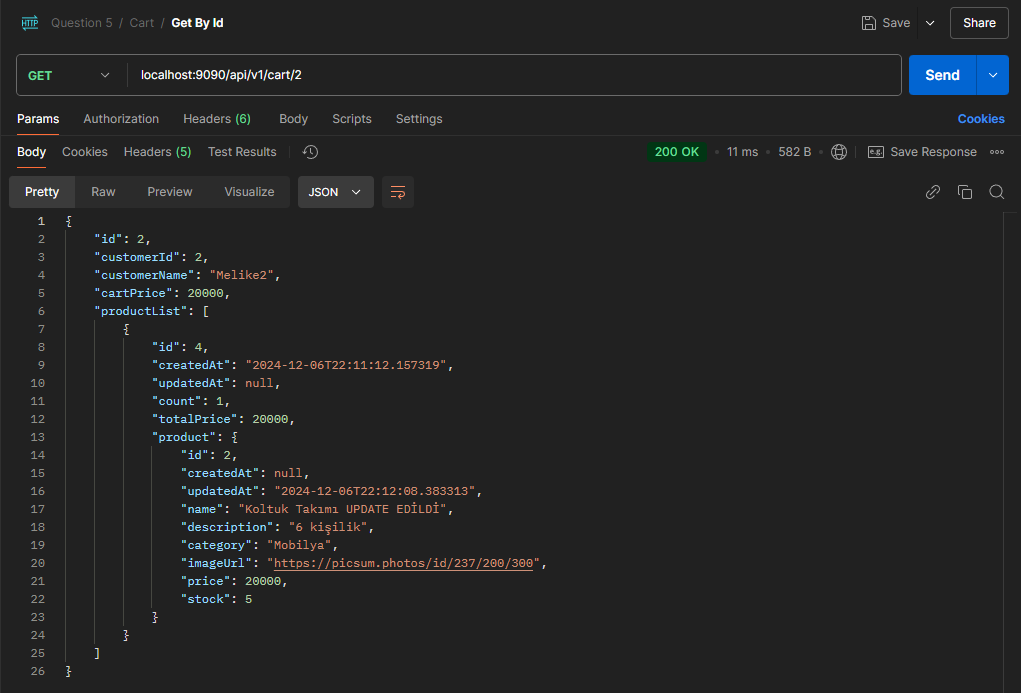 HTTP Question 5 / Cart / Get By Id Save Share
GET localhost:9090/api/v1/cart/2 Send
Params Authorization Headers (6) Body Scripts Settings Cookies
Body Cookies Headers (5) Test Results 200 OK • 11 ms • 582 B • e.g. Save Response
Pretty Raw Preview Visualize JSON
1 {
2 "id": 2,
3 "customerId": 2,
4 "customerName": "Melike2",
5 "cartPrice": 20000,
6 "productList": [
7 {
8 "id": 4,
9 "createdAt": "2024-12-06T22:11:12.157319",
10 "updatedAt": null,
11 "count": 1,
12 "totalPrice": 20000,
13 "product": {
14 "id": 2,
15 "createdAt": null,
16 "updatedAt": "2024-12-06T22:12:08.383313",
17 "name": "Koltuk Takımı UPDATE EDİLDİ",
18 "description": "6 kişilik",
19 "category": "Mobilya",
20 "imageUrl": "https://picsum.photos/id/237/200/300",
21 "price": 20000,
22 "stock": 5
23 }
24 }
25 ]
26 }